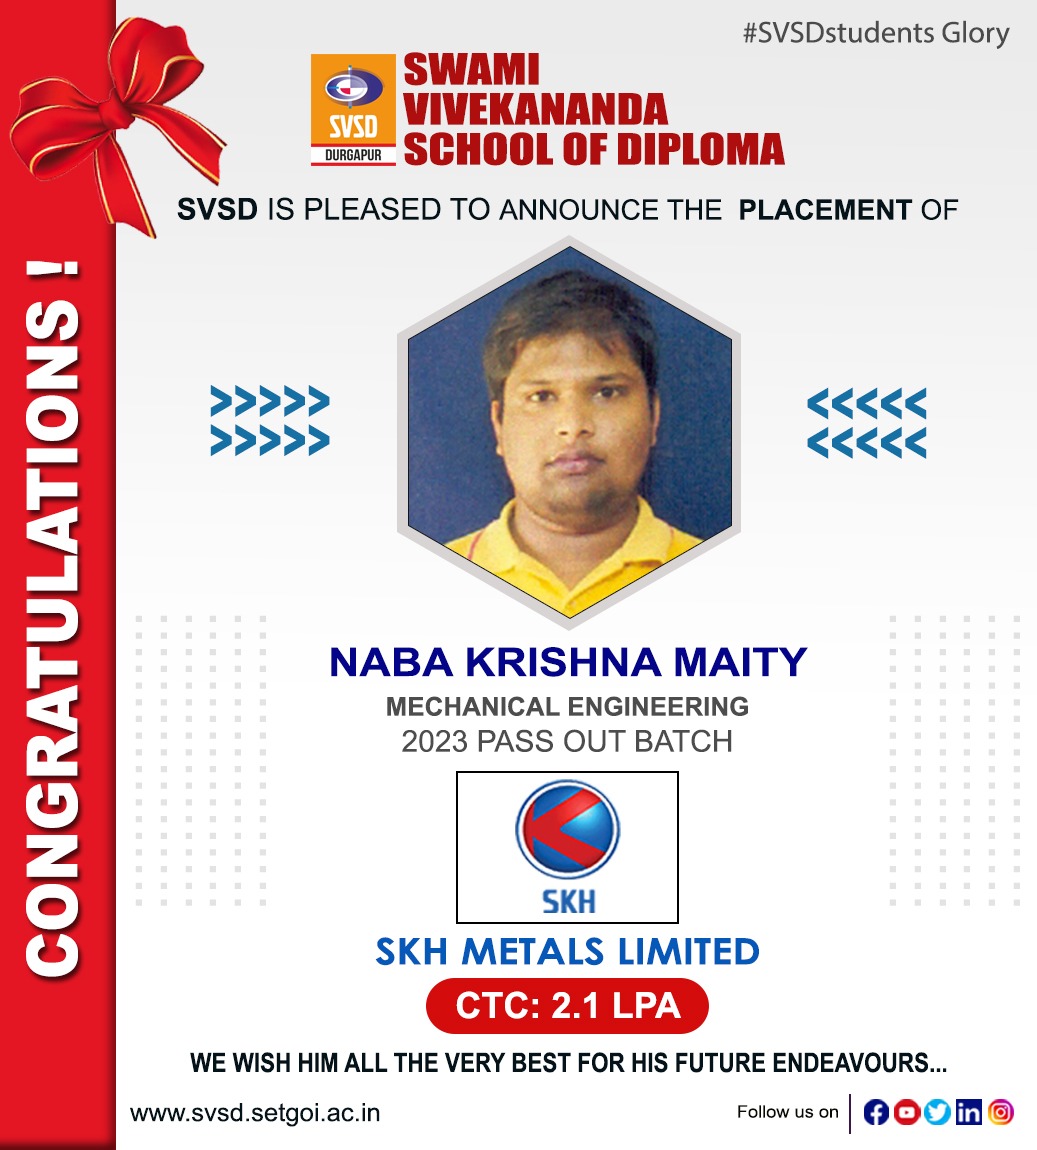 #SVSDstudents Glory
SVSD
DURGAPUR
SWAMI
VIVEKANANDA
SCHOOL OF DIPLOMA
SVSD IS PLEASED TO ANNOUNCE THE PLACEMENT OF
CONGRATULATIONS !
>>>>> <<<<<
>>>>> <<<<<
NABA KRISHNA MAITY
MECHANICAL ENGINEERING
2023 PASS OUT BATCH
SKH
SKH METALS LIMITED
CTC: 2.1 LPA
WE WISH HIM ALL THE VERY BEST FOR HIS FUTURE ENDEAVOURS...
www.svsd.setgoi.ac.in
Follow us on